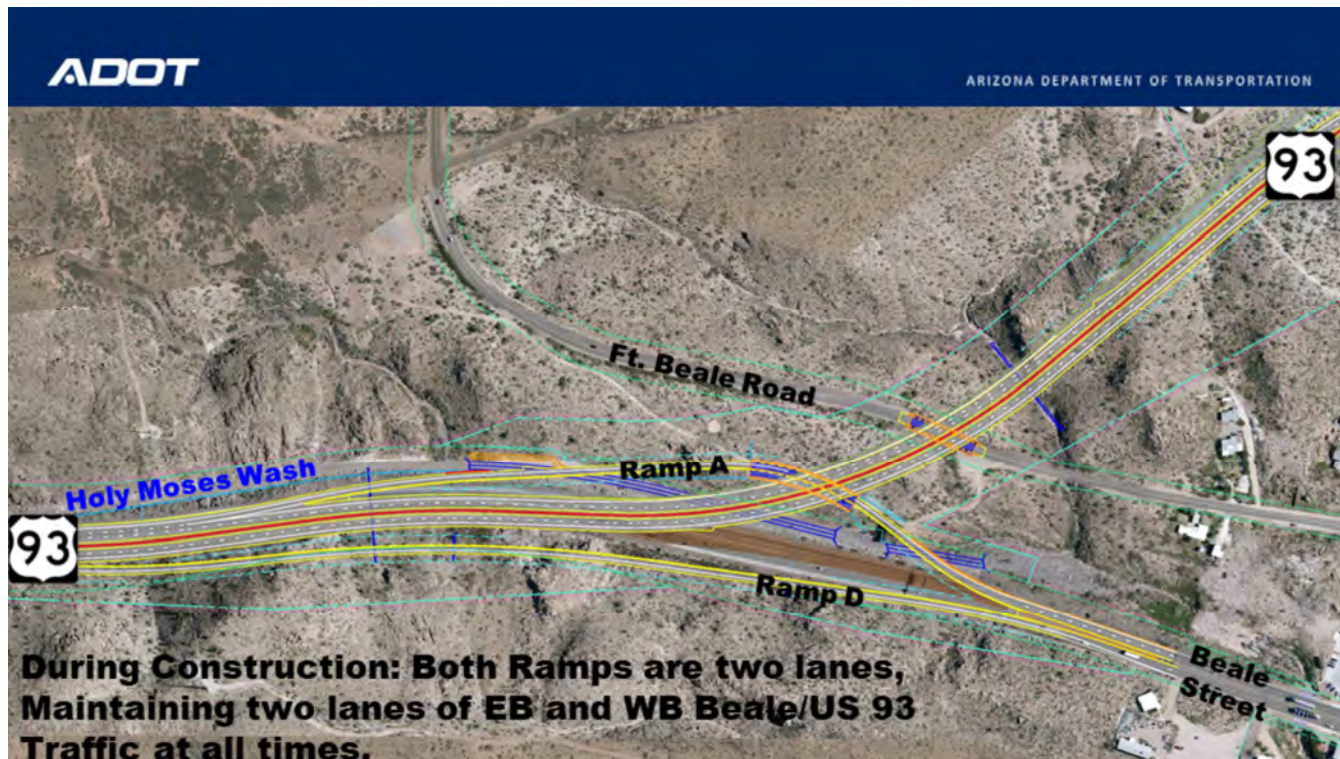 ADOT
ARIZONA DEPARTMENT OF TRANSPORTATION
93
Ft. Beale Road
Ramp A
Holy Moses Wash
93
Ramp D
Beale
Street
During Construction: Both Ramps are two lanes,
Maintaining two lanes of EB and WB Beale/US 93
Traffic at all times.